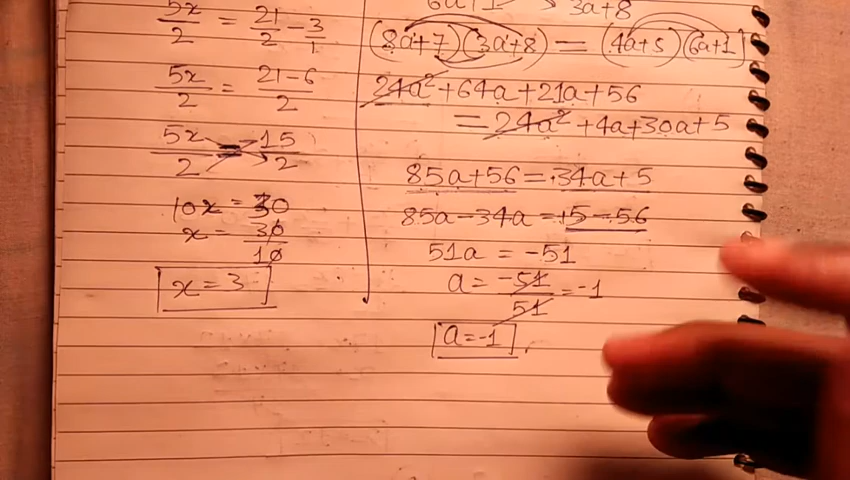 5x/2 = 21/2 - 3/1
5x/2 = 21-6/2
5x/2 = 15/2
10x = 30
x = 30/10
x = 3
6a+1 3a+8
(8a+7)(3a+8) = (4a+5)(6a+1)
24a²+64a+21a+56
= 24a²+4a+30a+5
85a+56=34a+5
85a-34a=+5-56
51a = -51
a = -51/51 = -1
a=-1